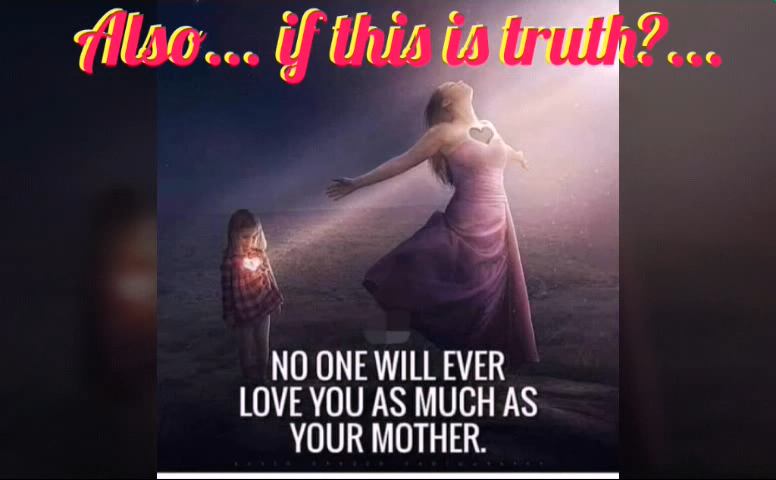 Also... if this is truth?...
NO ONE WILL EVER
LOVE YOU AS MUCH AS
YOUR MOTHER.